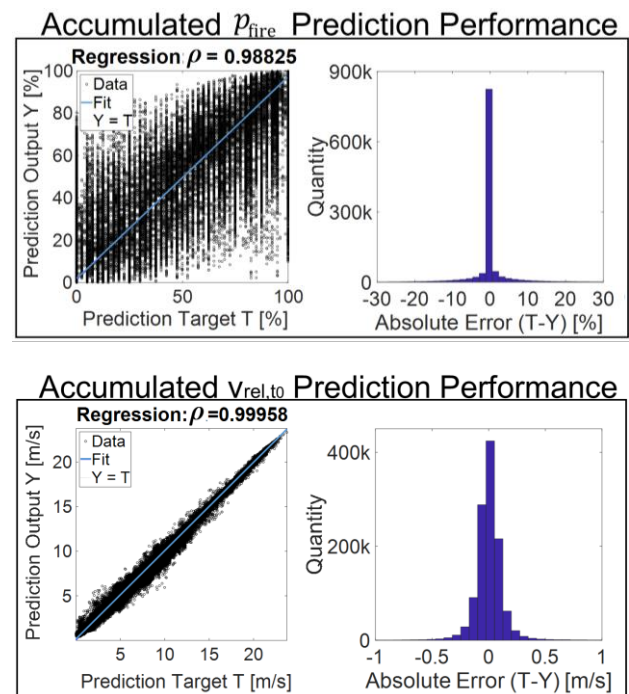 Accumulated p_fire Prediction Performance
Regression: ρ = 0.98825
Prediction Output Y [%]
100
80
60
40
20
0
Data
Fit
Y = T
0 50 100
Prediction Target T [%]
Quantity
900k
600k
300k
0
-30 -20 -10 0 10 20 30
Absolute Error (T-Y) [%]
Accumulated v_rel,t0 Prediction Performance
Regression: ρ =0.99958
Prediction Output Y [m/s]
20
15
10
5
Data
Fit
Y = T
5 10 15 20
Prediction Target T [m/s]
Quantity
400k
200k
0
-1 -0.5 0 0.5 1
Absolute Error (T-Y) [m/s]